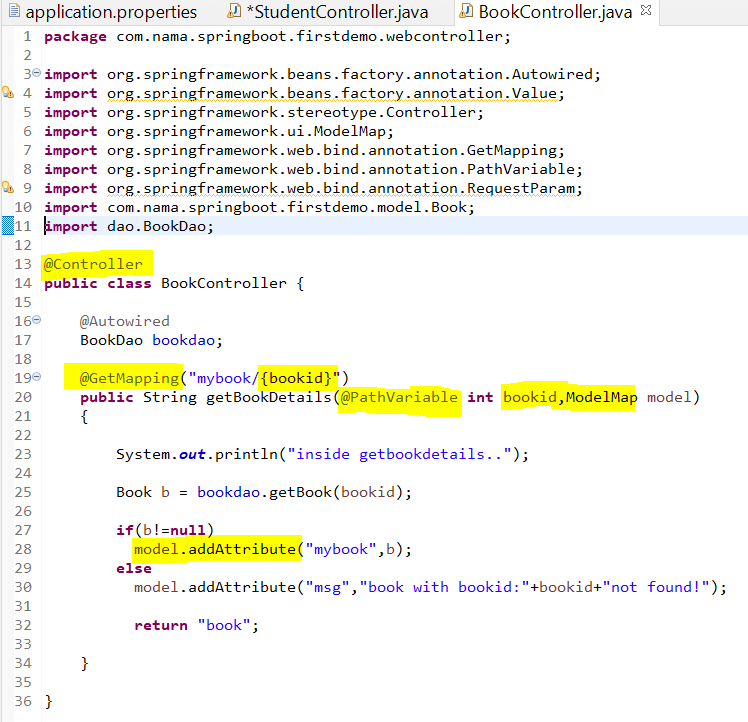 application.properties *StudentController.java BookController.java
1 package com.nama.springboot.firstdemo.webcontroller;
2
3 import org.springframework.beans.factory.annotation.Autowired;
4 import org.springframework.beans.factory.annotation.Value;
5 import org.springframework.stereotype.Controller;
6 import org.springframework.ui.ModelMap;
7 import org.springframework.web.bind.annotation.GetMapping;
8 import org.springframework.web.bind.annotation.PathVariable;
9 import org.springframework.web.bind.annotation.RequestParam;
10 import com.nama.springboot.firstdemo.model.Book;
11 import dao.BookDao;
12
13 @Controller
14 public class BookController {
15
16 @Autowired
17 BookDao bookdao;
18
19 @GetMapping("mybook/{bookid}")
20 public String getBookDetails(@PathVariable int bookid,ModelMap model)
21 {
22
23 System.out.println("inside getbookdetails..");
24
25 Book b = bookdao.getBook(bookid);
26
27 if(b!=null)
28 model.addAttribute("mybook",b);
29 else
30 model.addAttribute("msg","book with bookid:"+bookid+"not found!");
31
32 return "book";
33
34 }
35
36 }